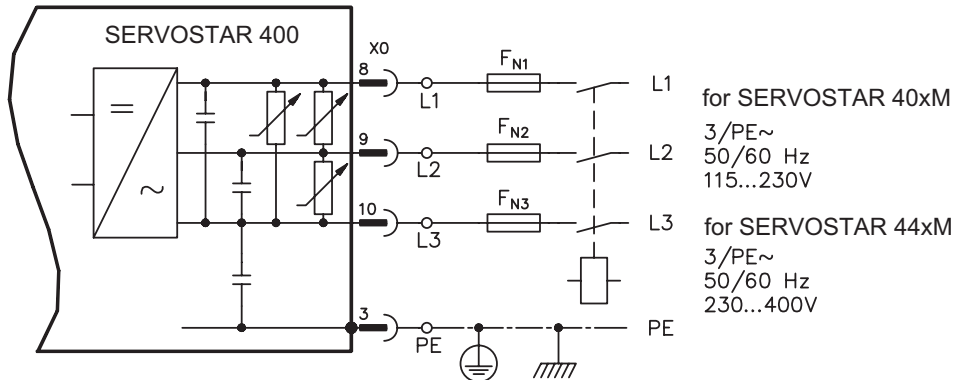 SERVOSTAR 400
X0
8
L1
F N1
L1
9
L2
F N2
L2
10
L3
F N3
L3
3
PE
PE
for SERVOSTAR 40xM
3/PE~
50/60 Hz
115...230V
for SERVOSTAR 44xM
3/PE~
50/60 Hz
230...400V